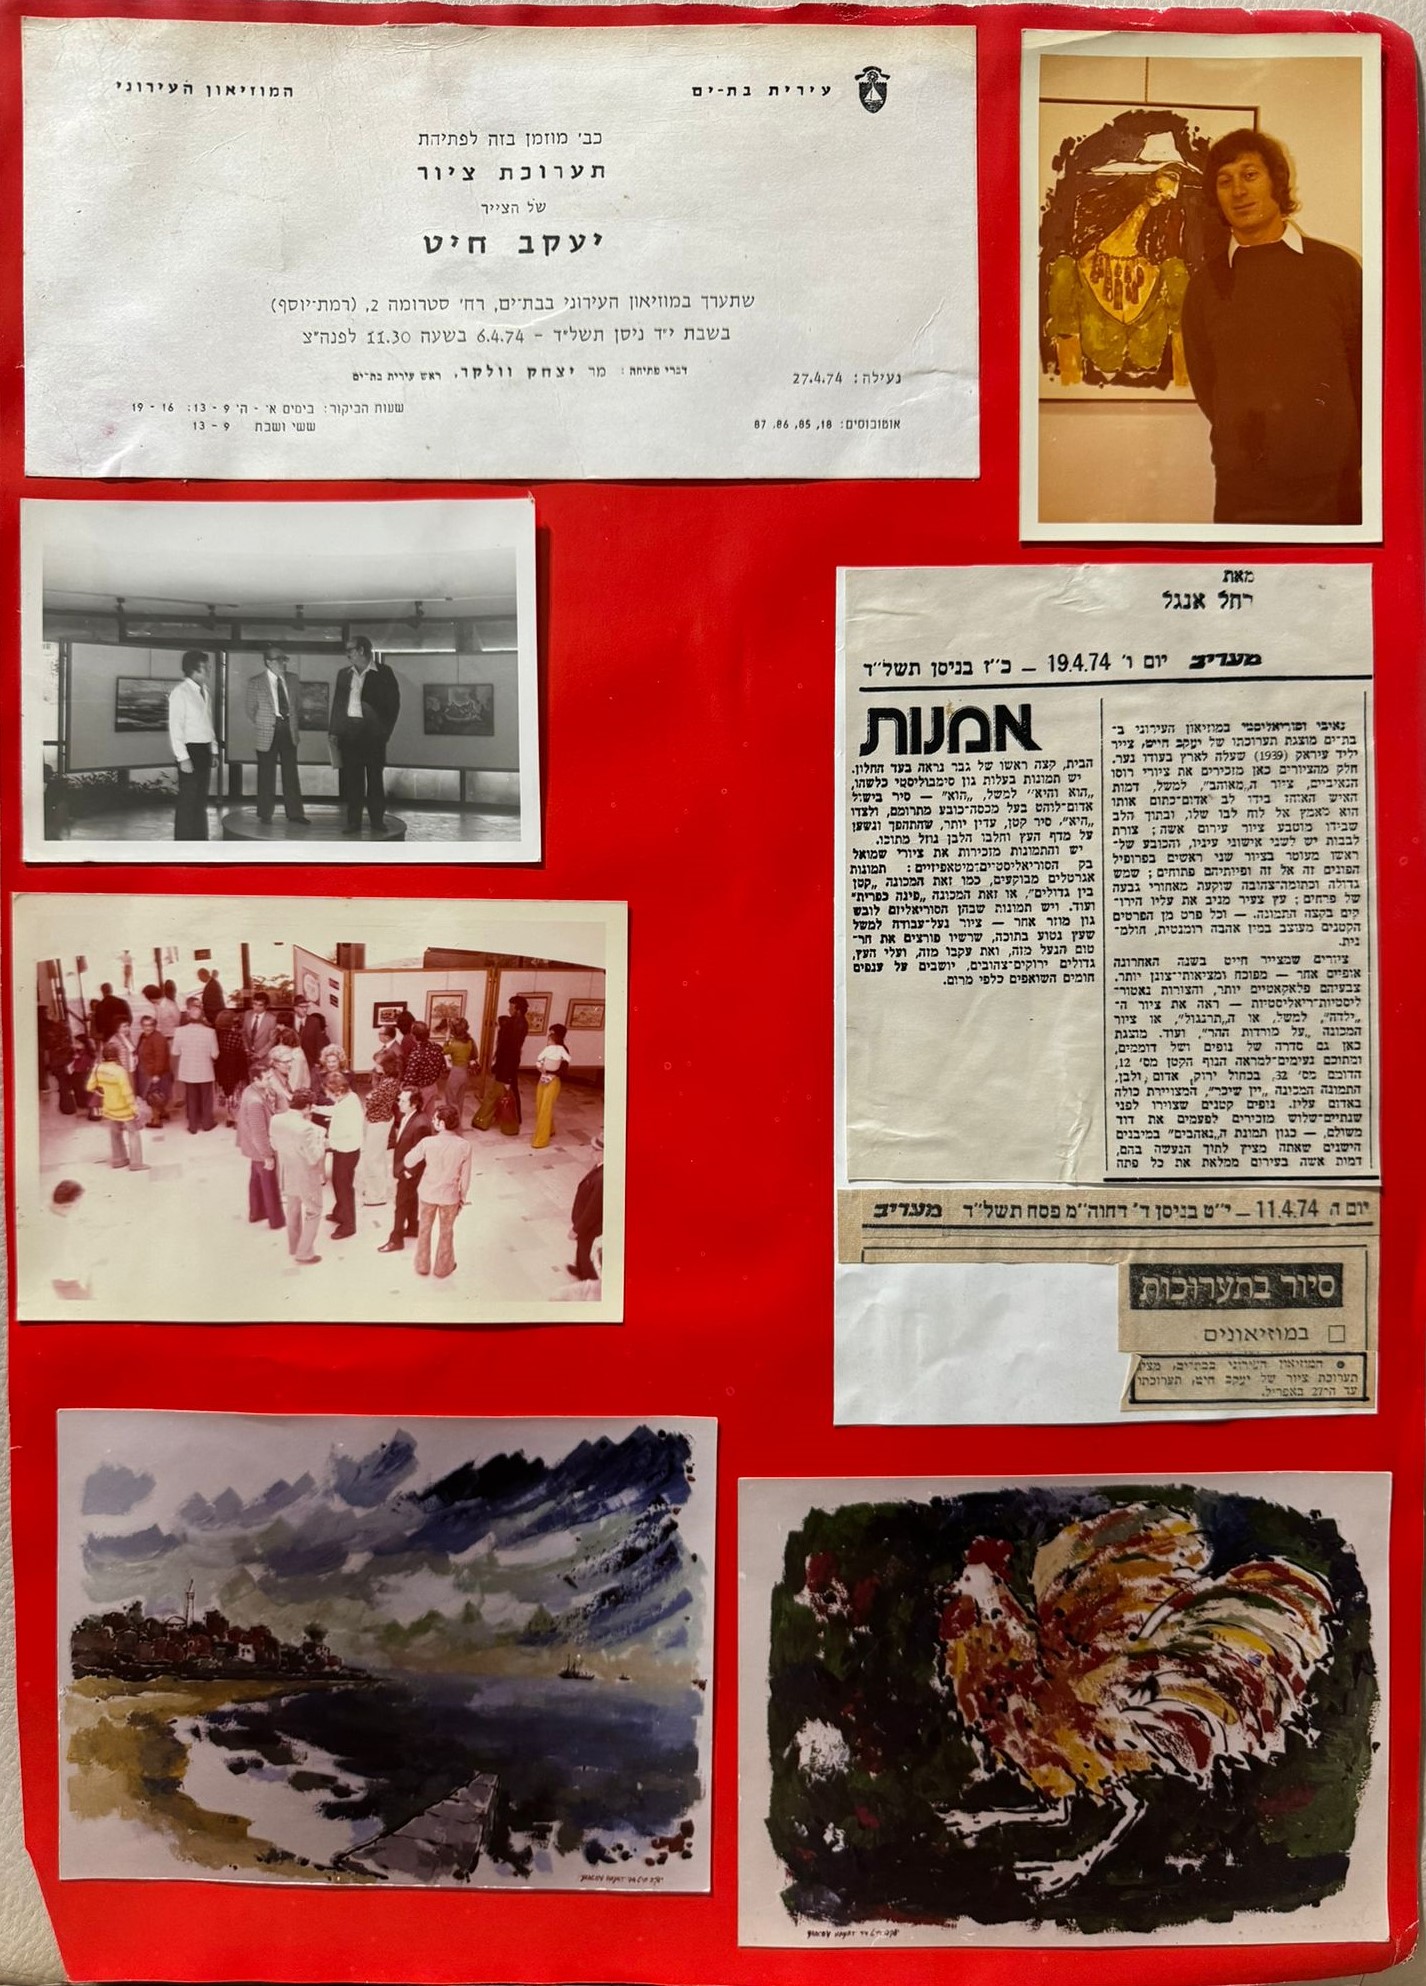 עירית בת-ים
המוזיאון העירוני
כב' מוזמן בזה לפתיחת
תערוכת ציור
של הצייר
יעקב חיט
שתערך במוזיאון העירוני בבת-ים, רח' סטרומה 2, (רמת-יוסף)
בשבת י"ד ניסן תשל"ד - 6.4.74 בשעה 11.30 לפנה"צ
דברי פתיחה: מר יצחק וולקר, ראש עירית בת-ים
נעילה: 27.4.74
שעות הביקור: בימים א' - ה' 9 - 13; 16 - 19
ששי ושבת 9 - 13
אוטובוסים: 18, 85, 86, 87
מאת
רחל אנגל
מעריב יום ו' 19.4.74 – כ"ז בניסן תשל"ד
אמנות
נאיבי וסוריאליסטי במוזיאון העירוני ב-
בת-ים מוצגת תערוכתו של יעקב חייט, צייר
יליד עיראק (1939) שעלה לארץ בעודו נער.
חלק מהציורים כאן מזכירים את ציורי רוסו
הנאיביים, ציור ה„מאוהב", למשל, דמות
האיש האוחז בידו לב אדום-כתום אותו
הוא מאמץ אל לוח לבו שלו, ובתוך הלב
שבידו מוטבע ציור עירום אשה; צורת
לבבות יש לשני אישוני עיניו, והכובע של-
ראשו מעוטר בציור שני ראשים בפרופיל
הפונים זה אל זה ופיותיהם פתוחים; שמש
גדולה וכתומה-צהובה שוקעת מאחורי גבעה
של פרחים; עץ צעיר מניב את עליו הירו-
קים בקצה התמונה. — וכל פרט מן הפרטים
הקטנים מעוצב במין אהבה רומנטית, חולמ-
נית.
ציורים שמצייר חייט בשנה האחרונה
אופיים אחר — מפוכח ומציאותי-צונן יותר.
צבעיהם פלאקאטיים יותר, והצורות נאטור-
ליסטיות-ריאליסטיות — ראה את ציור ה-
„ילדה", למשל, או ה„תרנגול", או ציור
המכונה „על מורדות ההר", ועוד. מוצגת
כאן גם סדרה של נופים ושל דוממים,
ומתוכם נעימים-למראה הנוף הקטן מס' 12,
הדומם מס' 32, בכחול ירוק, אדום ולבן,
התמונה המכונה „יין שיכר", המצויירת כולה
באדום עליז. נופים קטנים שצוירו לפני
שנתיים-שלוש מזכירים לפעמים את דוד
משולם, — כגון תמונת ה„נאהבים" במיבנים
הישנים שאתה מציץ לתוך הנעשה בהם,
דמות אשה בעירום ממלאת את כל פתח
הבית, קצה ראשו של גבר נראה בעד החלון.
יש תמונות בעלות גון סימבוליסטי כלשהו,
„הוא והיא" למשל, „הוא" — סיר בישול
אדום-לוהט בעל מכסה-כובע מתרומם, ולצדו
„היא", סיר קטן, עדין יותר, שהתהפך ונשען
על מדף העץ וחלבו הלבן נוזל מתוכו.
יש והתמונות מזכירות את ציורי שמואל
בק הסוריאליסטיים-מיטאפיזיים: תמונות
אגרטלים מבוקעים, כמו זאת המכונה „קטן
בין גדולים", או זאת המכונה „פינה כפרית"
ועוד. ויש תמונות שבהן הסוריאליזם לובש
גון מוזר אחר — ציור נעל-עבודה למשל
שעץ נטוע בתוכה, שרשיו פורצים את חר-
טום הנעל מזה, ואת עקבו מזה, ועלי העץ,
גדולים ירוקים-צהובים, יושבים על ענפים
חומים השואפים כלפי מרום.
יום ה 11.4.74 – י"ט בניסן ד' דחוה"מ פסח תשל"ד מעריב
סיור בתערוכות
במוזיאונים
המוזיאון העירוני בבת-ים, מציג
תערוכת ציור של יעקב חיט, תערוכתו
עד ה-27 באפריל.